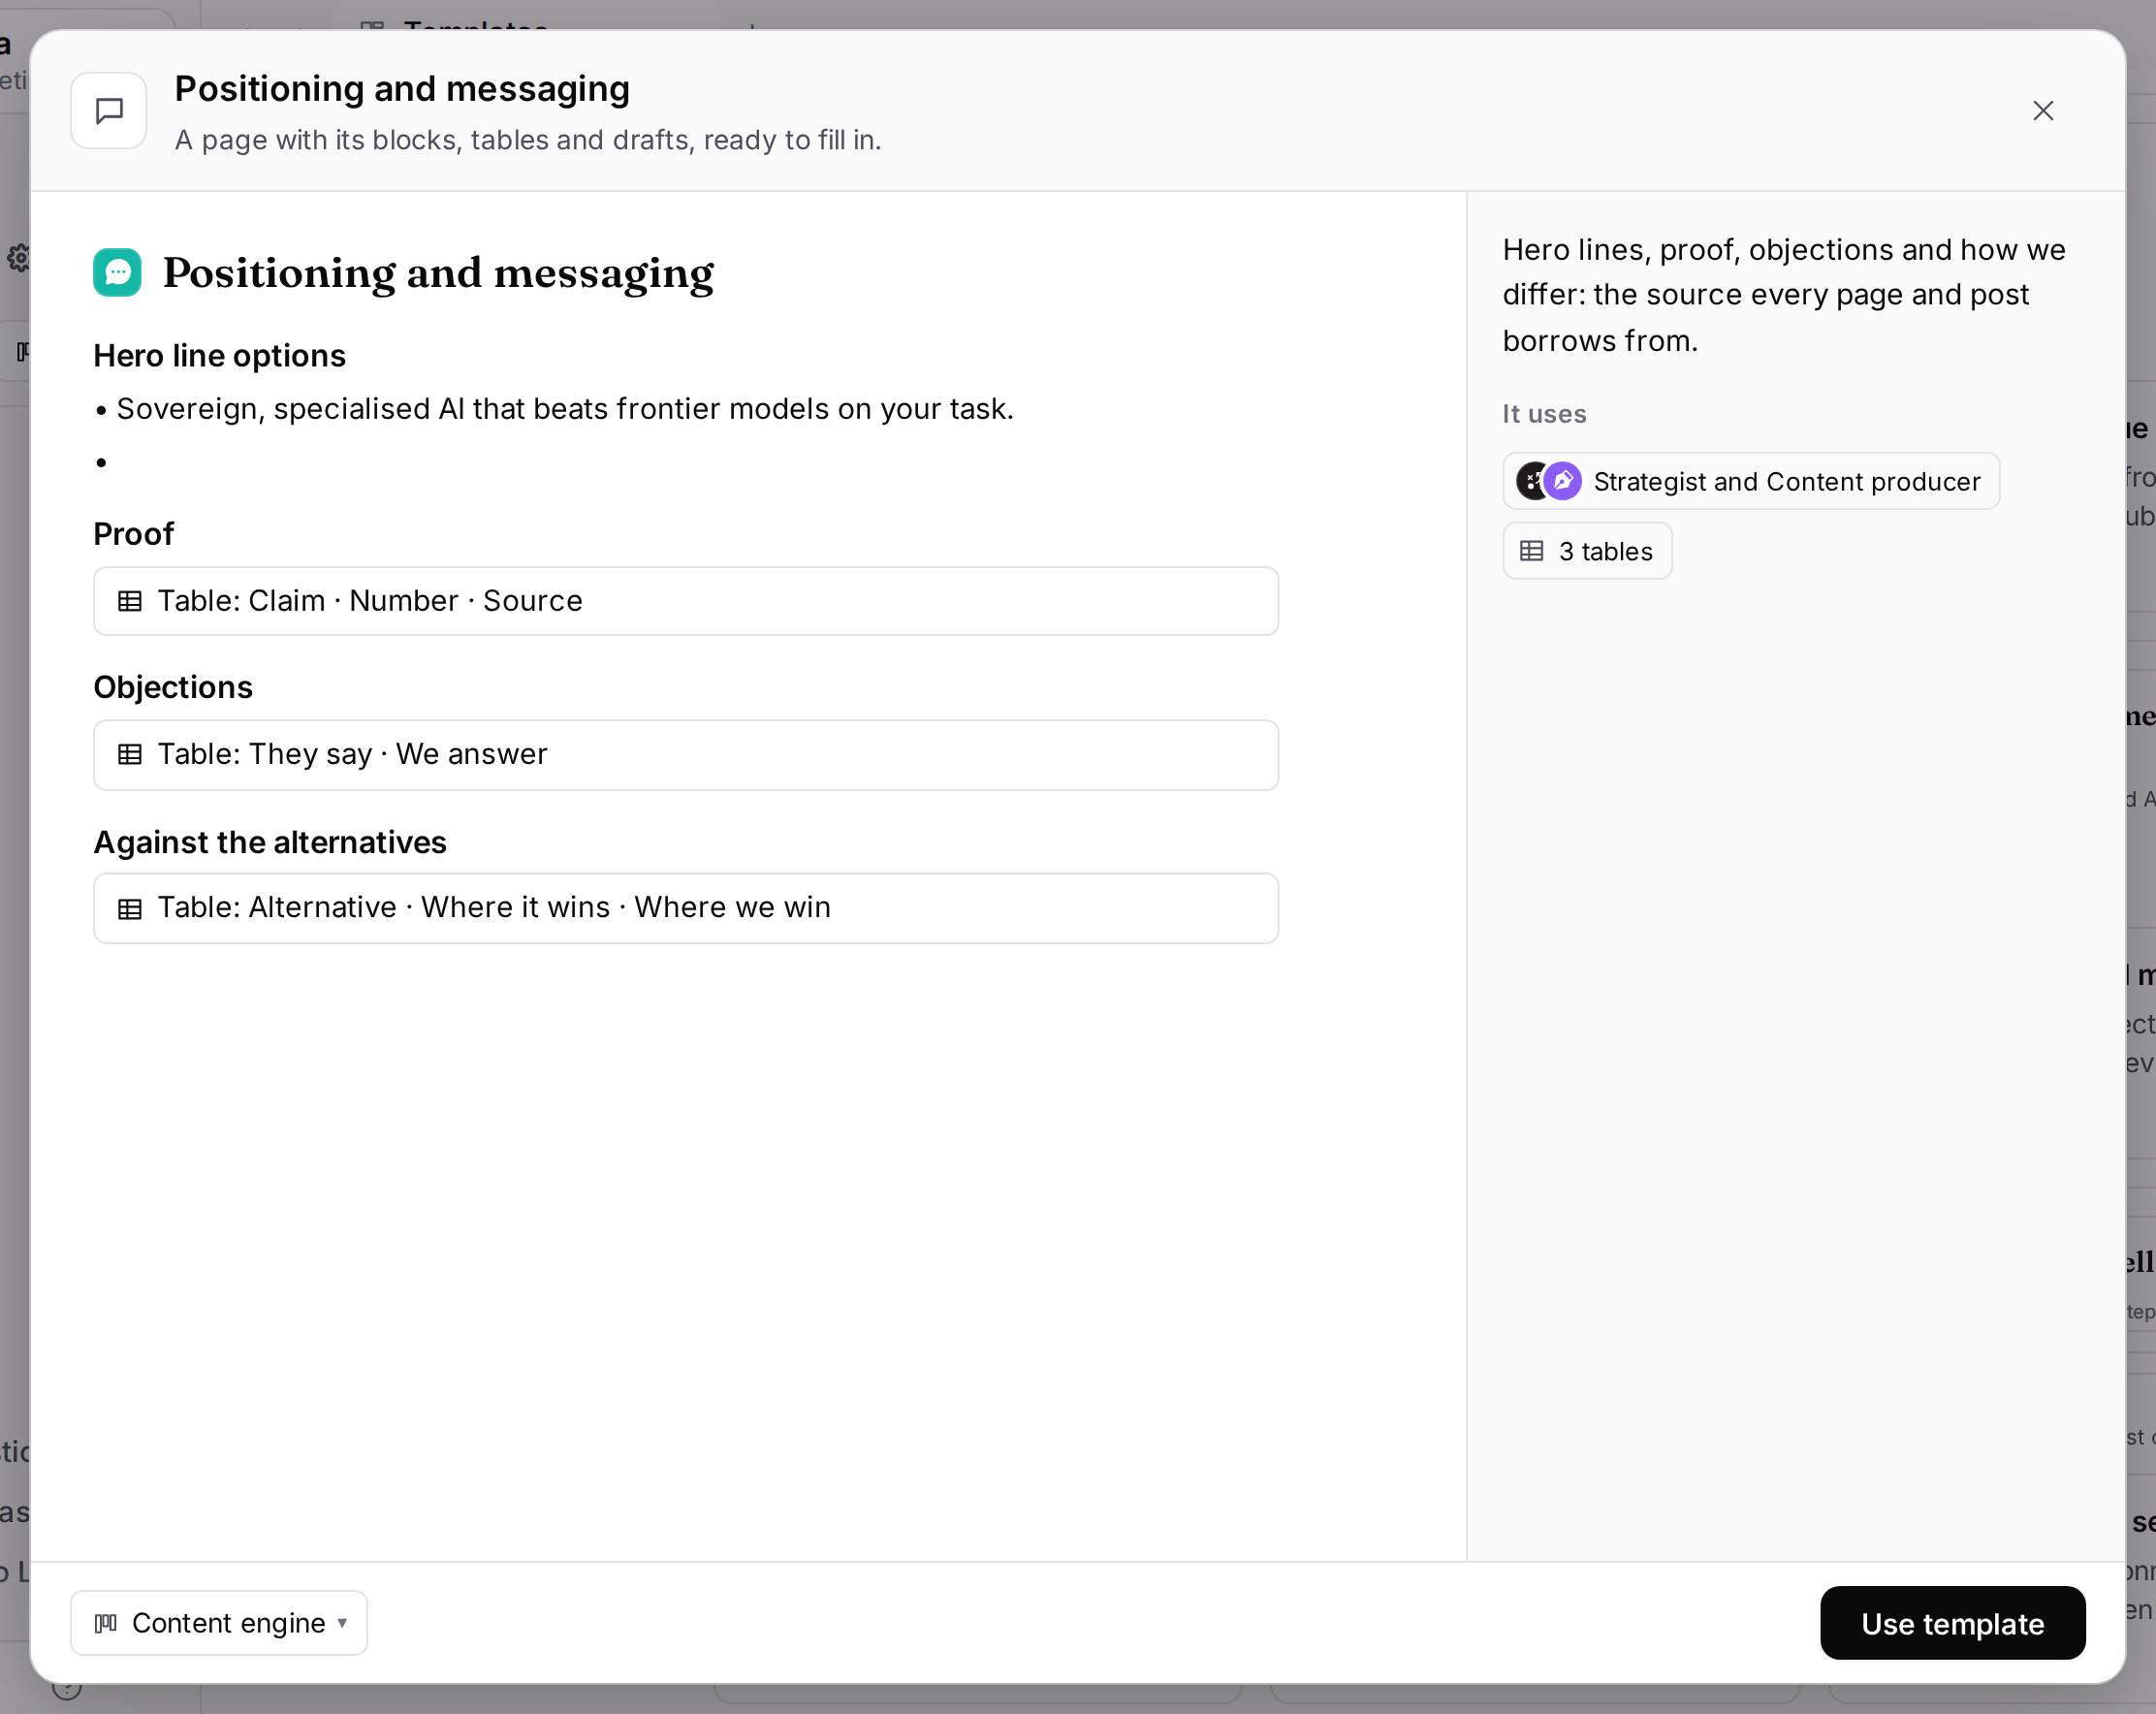 Templates
Positioning and messaging
A page with its blocks, tables and drafts, ready to fill in.
Positioning and messaging
Hero line options
• Sovereign, specialised AI that beats frontier models on your task.
•
Proof
Table: Claim · Number · Source
Objections
Table: They say · We answer
Against the alternatives
Table: Alternative · Where it wins · Where we win
Hero lines, proof, objections and how we
differ: the source every page and post
borrows from.
It uses
Strategist and Content producer
3 tables
Content engine
Use template